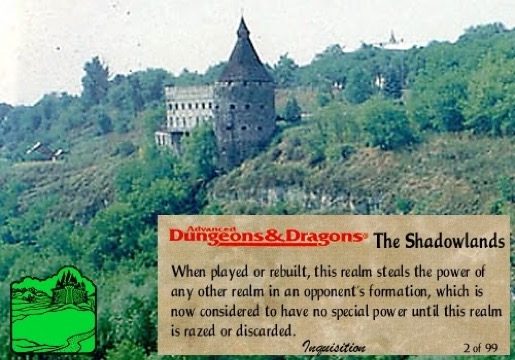 Advanced
Dungeons&Dragons® The Shadowlands
When played or rebuilt, this realm steals the power of
any other realm in an opponent's formation, which is
now considered to have no special power until this realm
is razed or discarded.
Inquisition 2 of 99